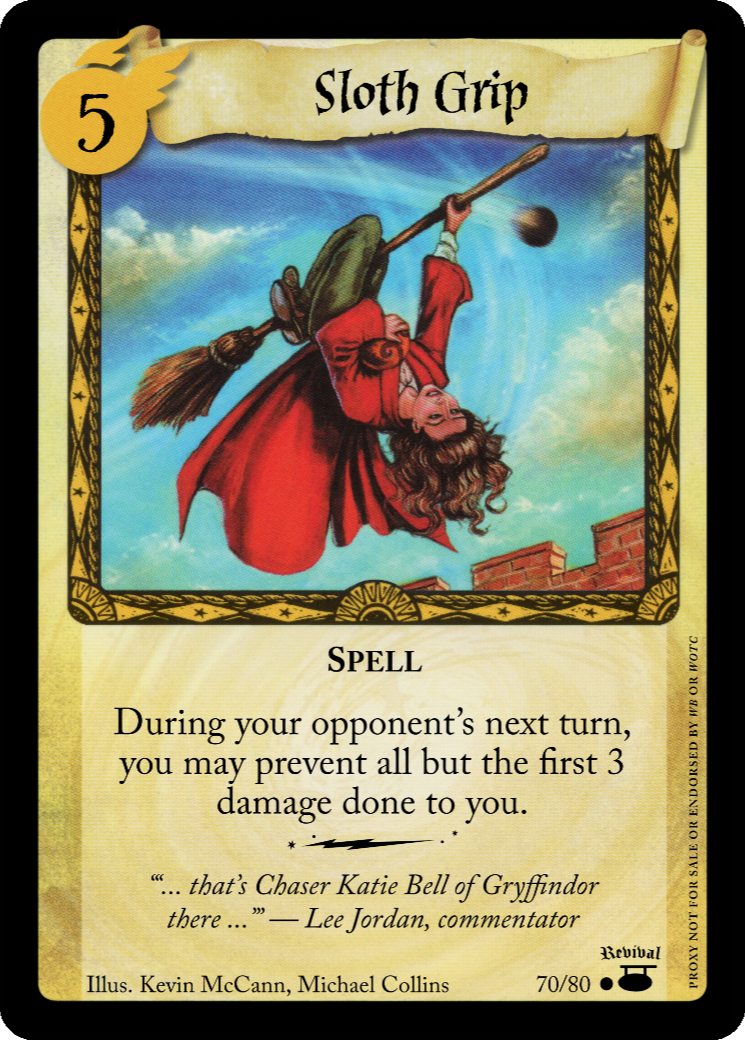 5
Sloth Grip
SPELL
During your opponent’s next turn,
you may prevent all but the first 3
damage done to you.
“‘... that’s Chaser Katie Bell of Gryffindor
there ...’” — Lee Jordan, commentator
Revival
Illus. Kevin McCann, Michael Collins
70/80
PROXY NOT FOR SALE OR ENDORSED BY WB OR WOTC